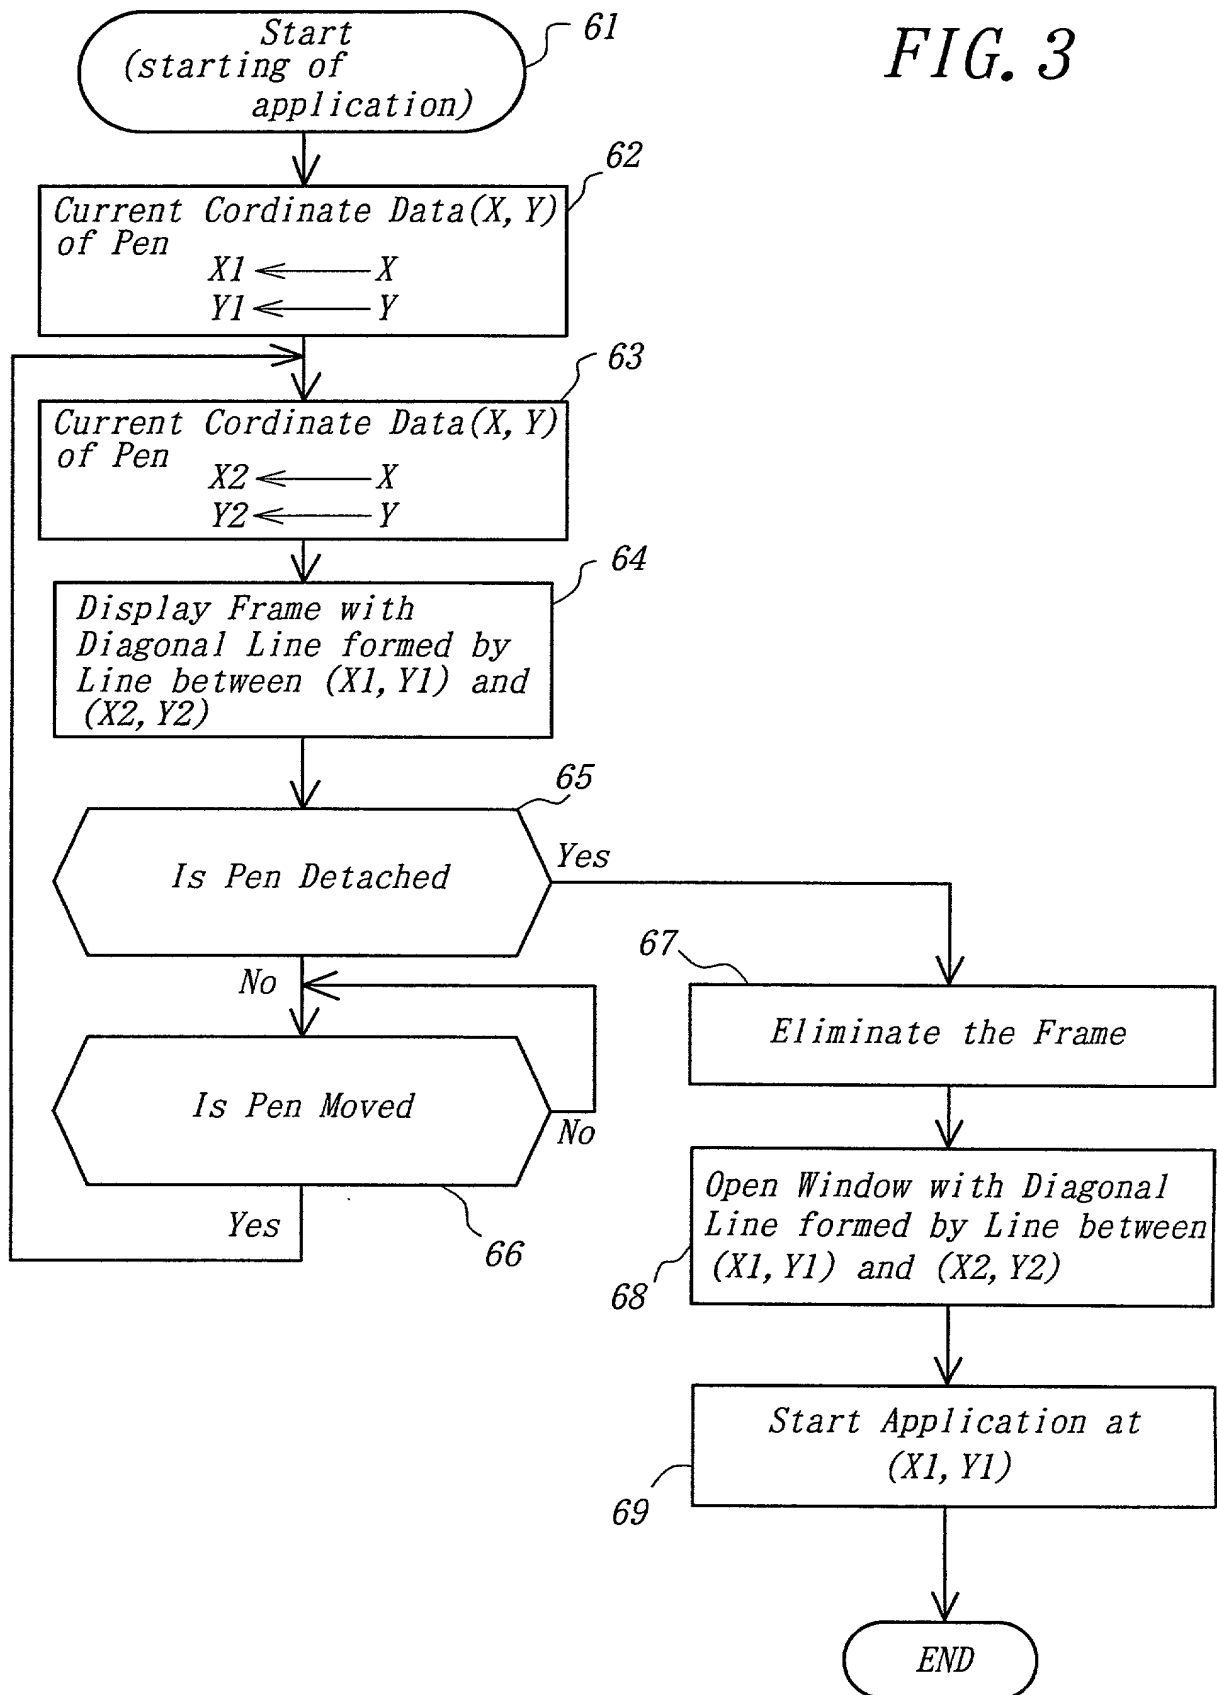 FIG. 3
Start
(starting of
application)
61
62
Current Cordinate Data(X, Y)
of Pen
X1 X
Y1 Y
63
Current Cordinate Data(X, Y)
of Pen
X2 X
Y2 Y
64
Display Frame with
Diagonal Line formed by
Line between (X1, Y1) and
(X2, Y2)
65
Is Pen Detached
Yes
No
Is Pen Moved
No
Yes
66
67
Eliminate the Frame
Open Window with Diagonal
Line formed by Line between
(X1, Y1) and (X2, Y2)
68
Start Application at
(X1, Y1)
69
END